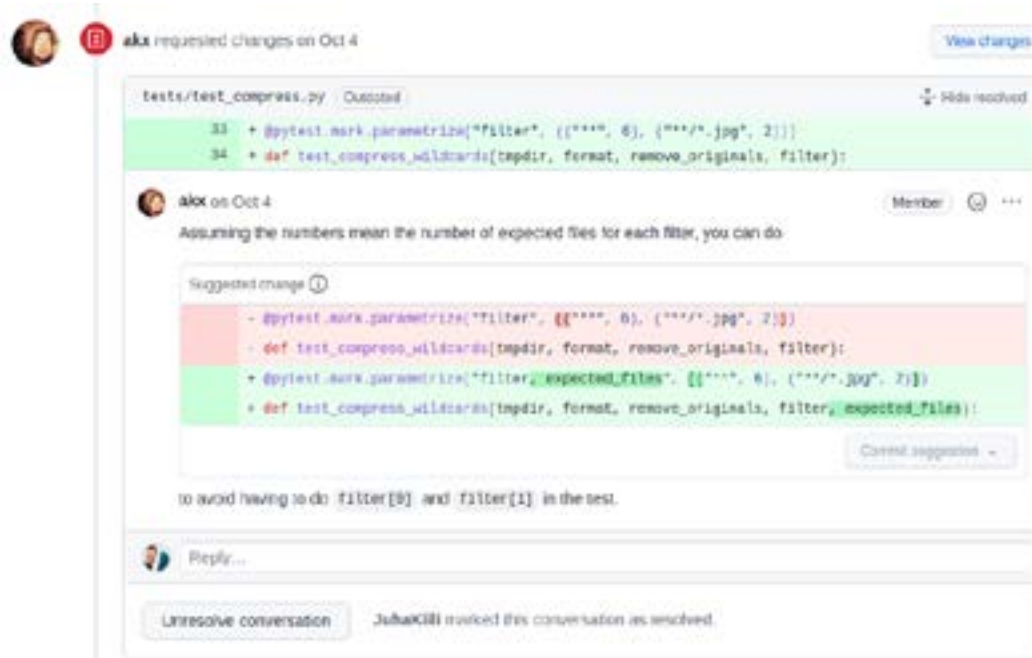 akx requested changes on Oct 4
View changes
tests/test_compress.py Outdated
Hide resolved
33 + @pytest.mark.parametrize("filter", (("**", 6), ("**/*.jpg", 2)))
34 + def test_compress_wildcards(tmpdir, format, remove_originals, filter):
akx on Oct 4
Member
Assuming the numbers mean the number of expected files for each filter, you can do
Suggested change
- @pytest.mark.parametrize("filter", (("**", 6), ("**/*.jpg", 2)))
- def test_compress_wildcards(tmpdir, format, remove_originals, filter):
+ @pytest.mark.parametrize("filter, expected_files", [("**", 6), ("**/*.jpg", 2)])
+ def test_compress_wildcards(tmpdir, format, remove_originals, filter, expected_files):
Commit suggestion
to avoid having to do filter[0] and filter[1] in the test.
Reply...
Unresolve conversation
marked this conversation as resolved.